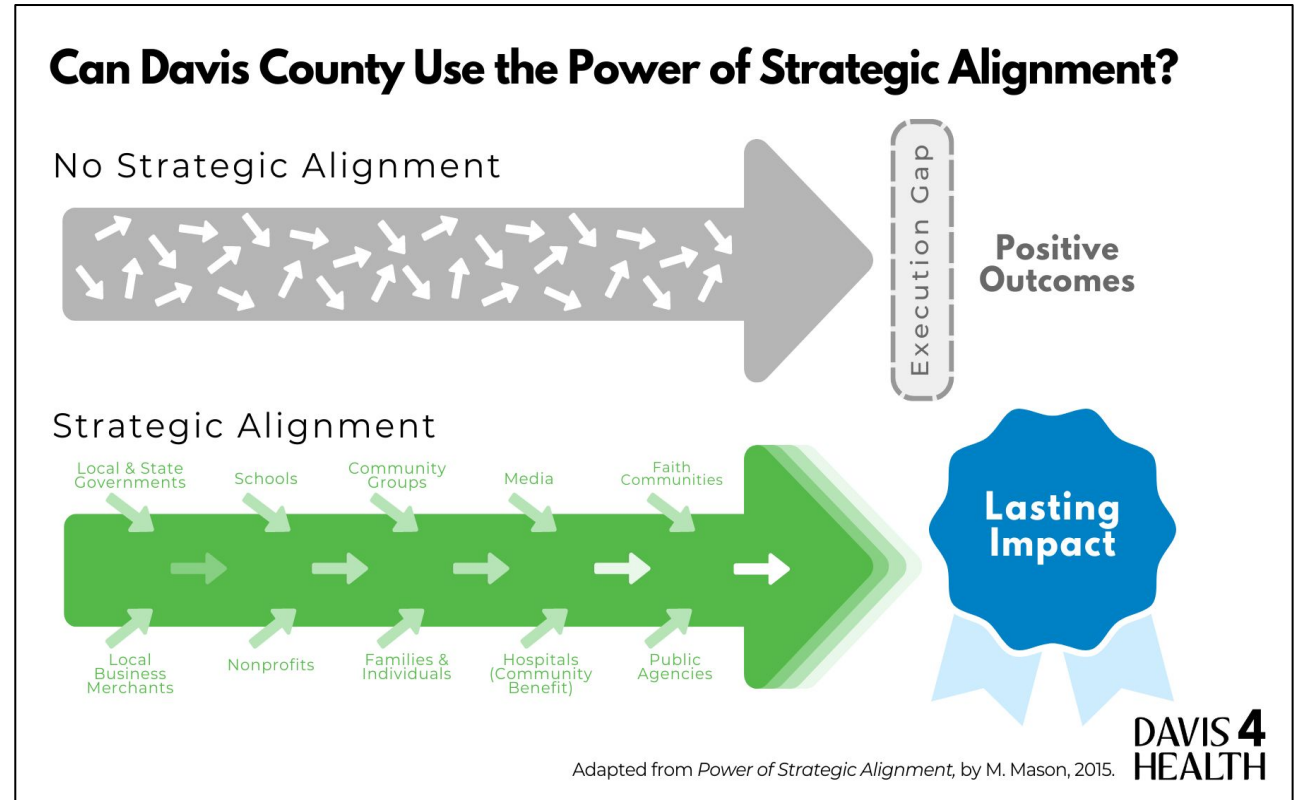 Can Davis County Use the Power of Strategic Alignment?
No Strategic Alignment
Execution Gap
Positive
Outcomes
Strategic Alignment
Local & State
Governments
Schools
Community
Groups
Media
Faith
Communities
Lasting
Impact
Local
Business
Merchants
Nonprofits
Families &
Individuals
Hospitals
(Community
Benefit)
Public
Agencies
Adapted from Power of Strategic Alignment, by M. Mason, 2015.
DAVIS 4
HEALTH